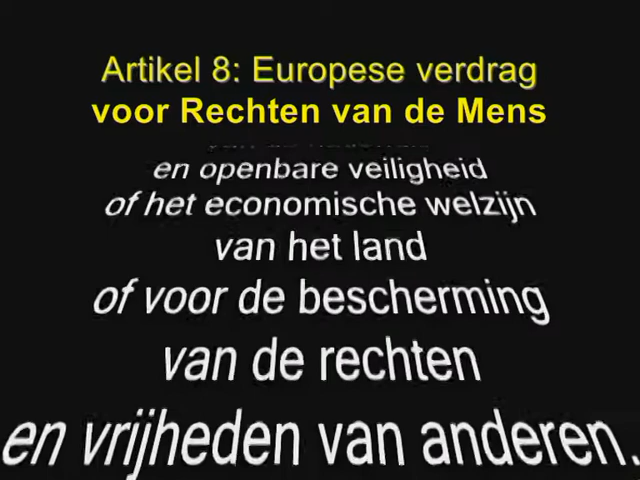 Artikel 8: Europese verdrag
voor Rechten van de Mens
en openbare veiligheid
of het economische welzijn
van het land
of voor de bescherming
van de rechten
en vrijheden van anderen.